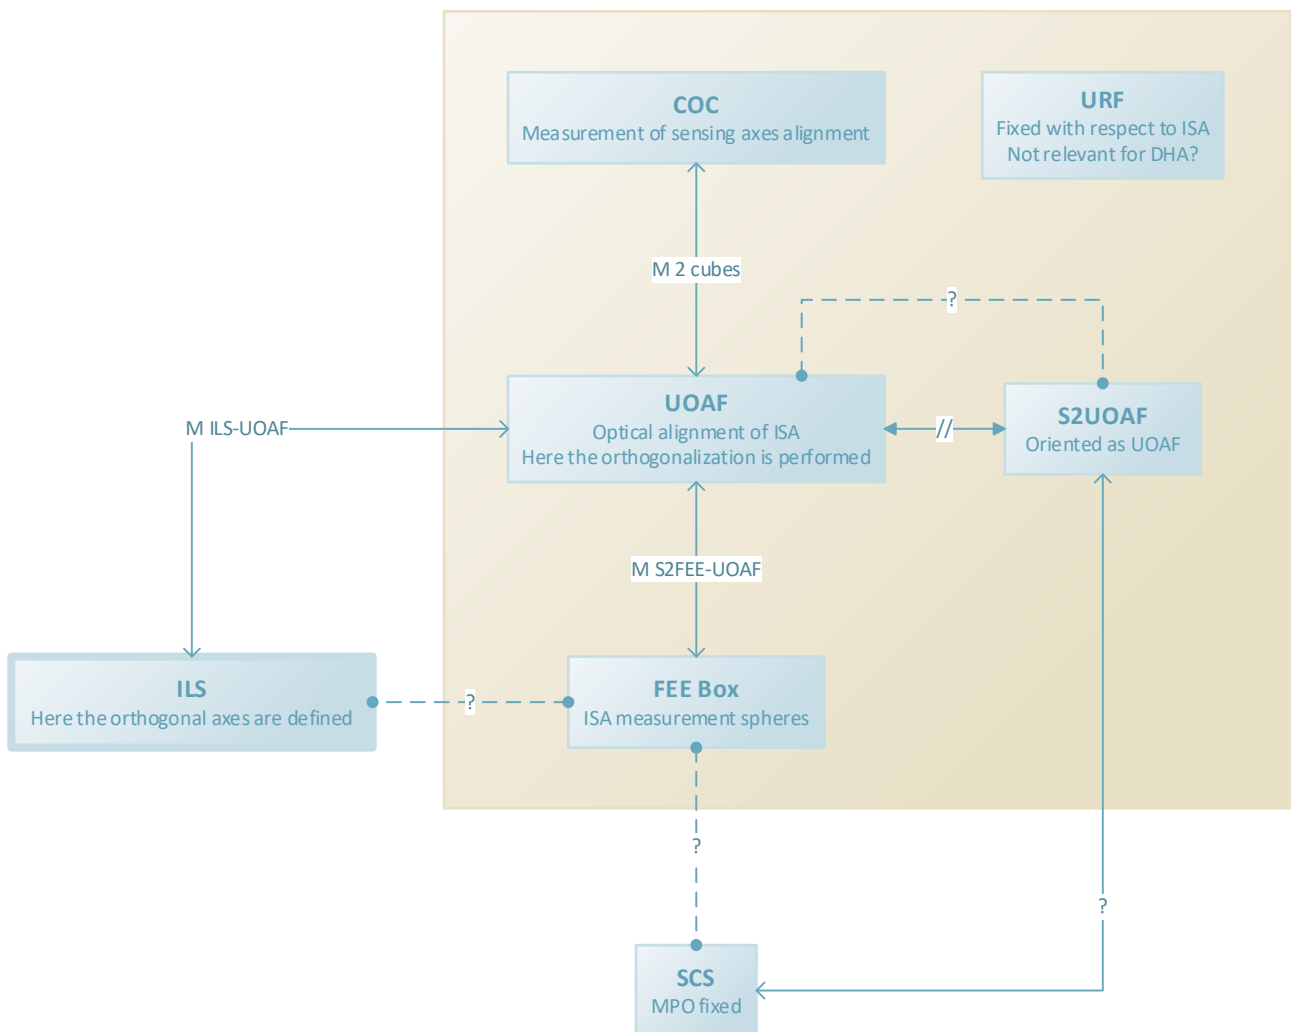 COC
Measurement of sensing axes alignment
URF
Fixed with respect to ISA
Not relevant for DHA?
M 2 cubes
?
UOAF
Optical alignment of ISA
Here the orthogonalization is performed
//
S2UOAF
Oriented as UOAF
M ILS-UOAF
M S2FEE-UOAF
ILS
Here the orthogonal axes are defined
?
FEE Box
ISA measurement spheres
?
?
SCS
MPO fixed